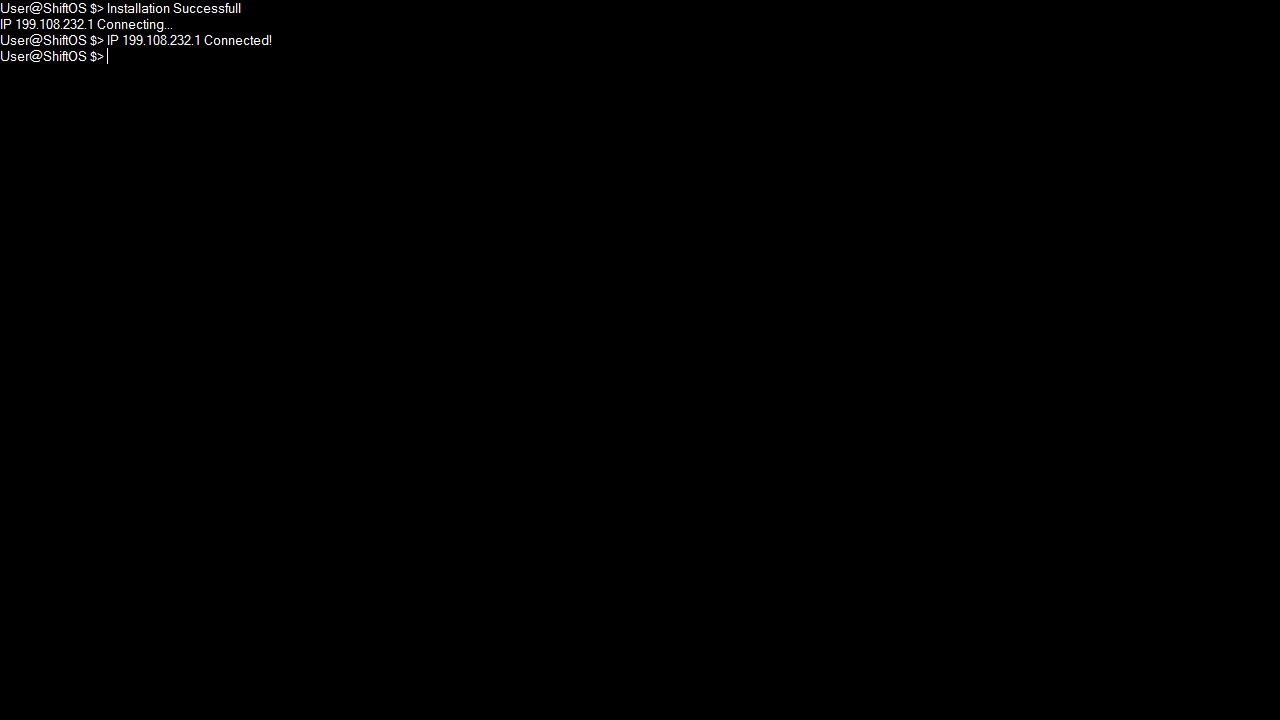 User@ShiftOS $> Installation Successfull
IP 199.108.232.1 Connecting...
User@ShiftOS $> IP 199.108.232.1 Connected!
User@ShiftOS $>